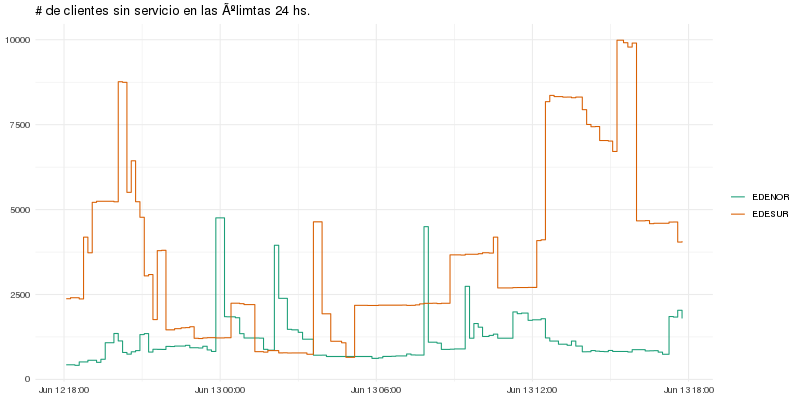 # de clientes sin servicio en las Ãºlimtas 24 hs.
10000
7500
5000
2500
0
Jun 12 18:00
Jun 13 00:00
Jun 13 06:00
Jun 13 12:00
Jun 13 18:00
EDENOR
EDESUR